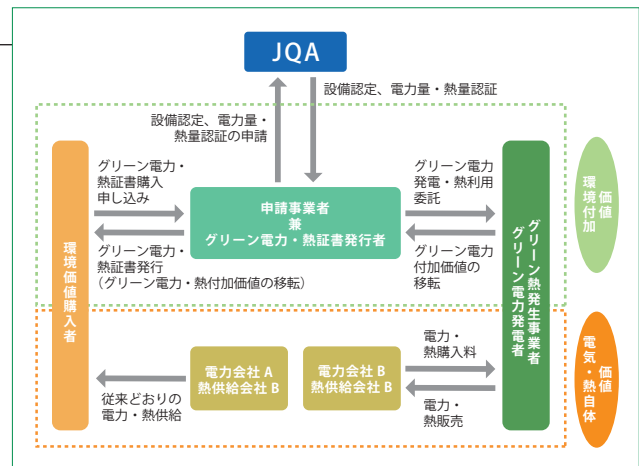 JQA
設備認定、電力量・熱量認証
設備認定、電力量・
熱量認証の申請
グリーン電力・
熱証書購入
申し込み
グリーン電力
発電・熱利用
委託
申請事業者
兼
グリーン電力・熱証書発行者
グリーン電力・
熱証書発行
（グリーン電力・熱付加価値の移転）
グリーン電力
付加価値の
移転
環境価値購入者
グリーン熱発生事業者
グリーン電力発電者
環境付加
価値
電力会社 A
熱供給会社 B
電力会社 B
熱供給会社 B
電力・
熱購入料
従来どおりの
電力・熱供給
電力・
熱販売
電気・熱自体
価値